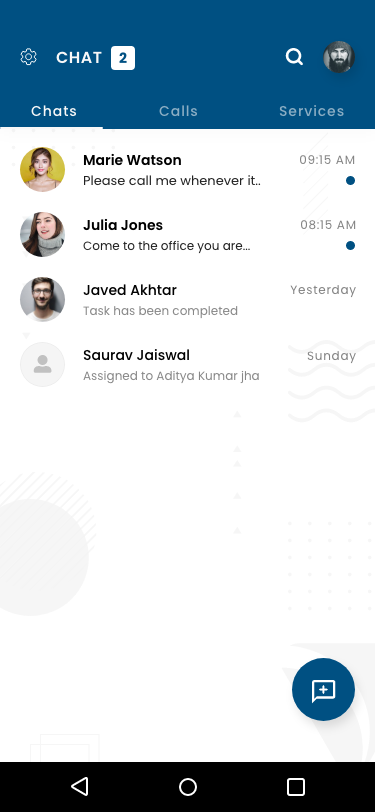 CHAT 2
Chats Calls Services
Marie Watson 09:15 AM
Please call me whenever it..
Julia Jones 08:15 AM
Come to the office you are...
Javed Akhtar Yesterday
Task has been completed
Saurav Jaiswal Sunday
Assigned to Aditya Kumar jha